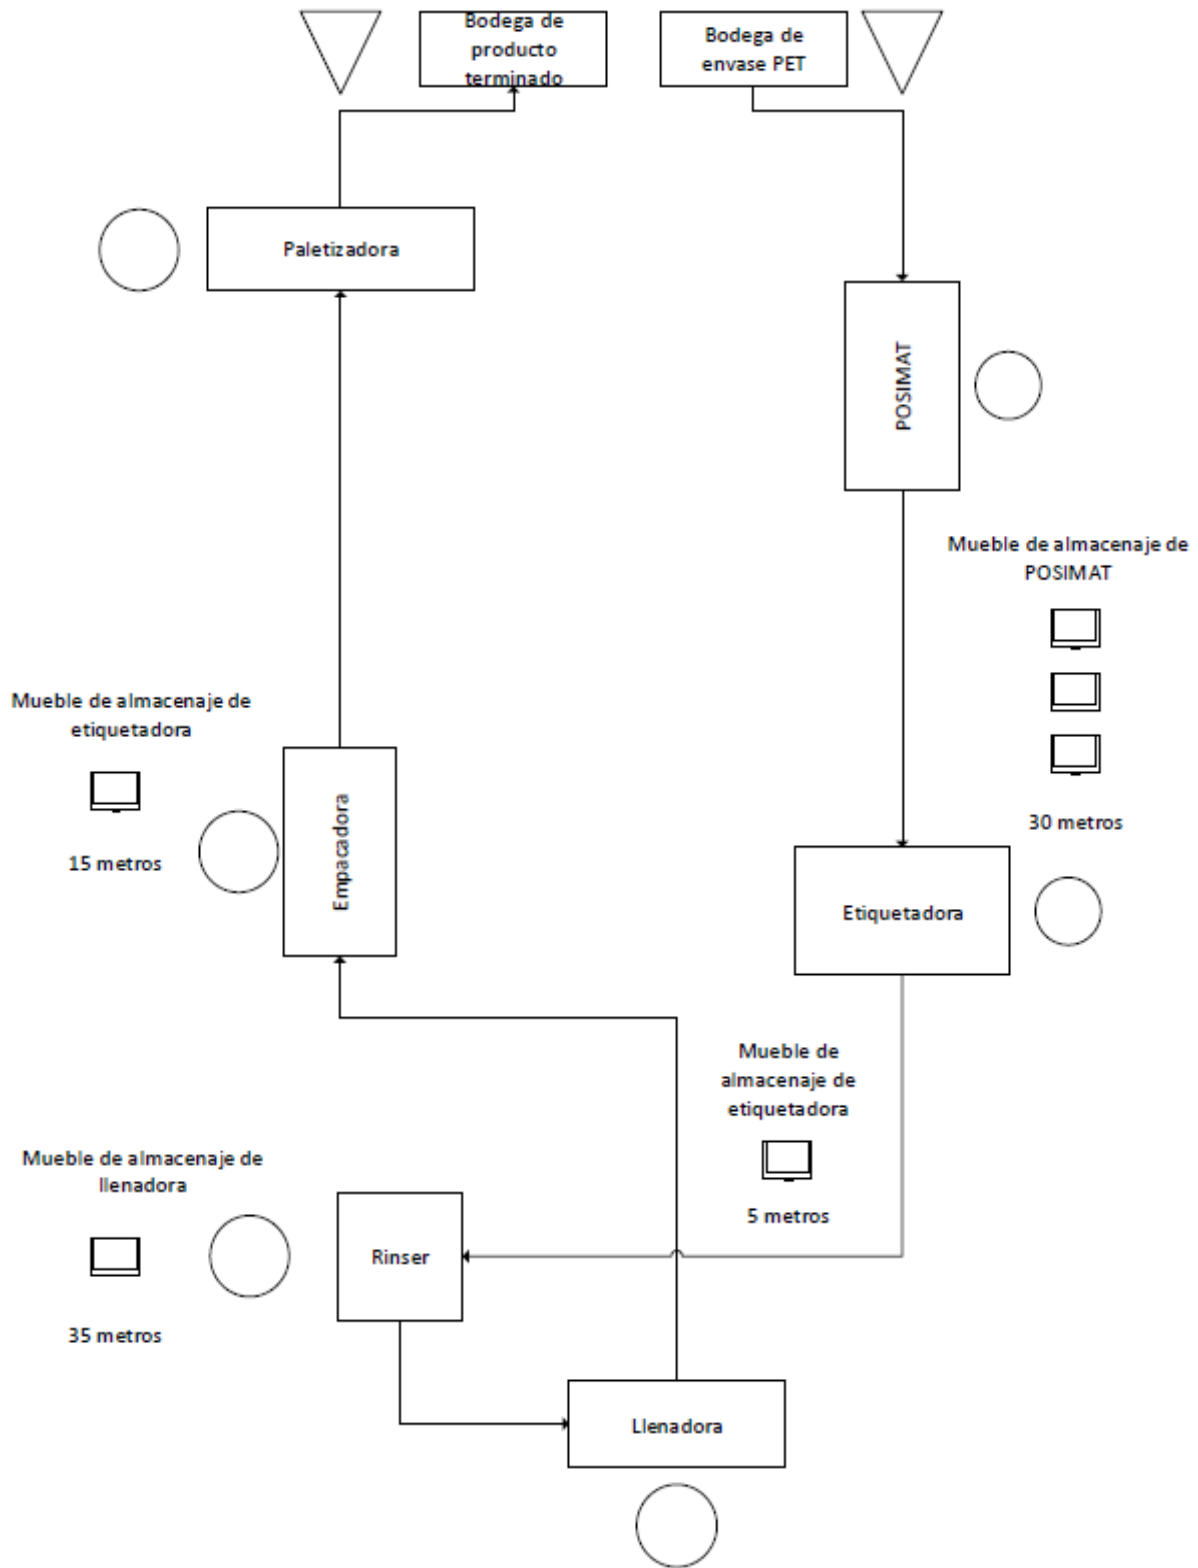 Bodega de
producto
terminado
Bodega de
envase PET
Paletizadora
POSIMAT
Mueble de almacenaje de
POSIMAT
30 metros
Mueble de almacenaje de
etiquetadora
15 metros
Empacadora
Etiquetadora
Mueble de
almacenaje de
etiquetadora
5 metros
Mueble de almacenaje de
llenadora
35 metros
Rinser
Llenadora